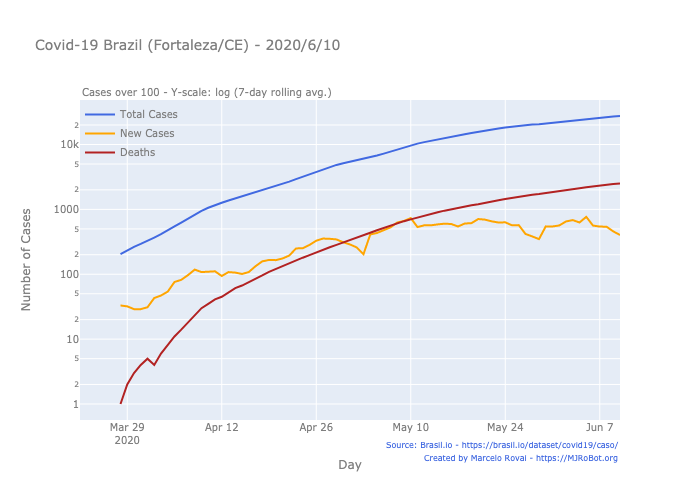 Covid-19 Brazil (Fortaleza/CE) - 2020/6/10
Cases over 100 - Y-scale: log (7-day rolling avg.)
Total Cases
New Cases
Deaths
2
10k
5
2
1000
5
2
100
5
2
10
5
2
1
Number of Cases
Mar 29
2020
Apr 12
Apr 26
May 10
May 24
Jun 7
Day
Source: Brasil.io - https://brasil.io/dataset/covid19/caso/
Created by Marcelo Rovai - https://MJRoBot.org